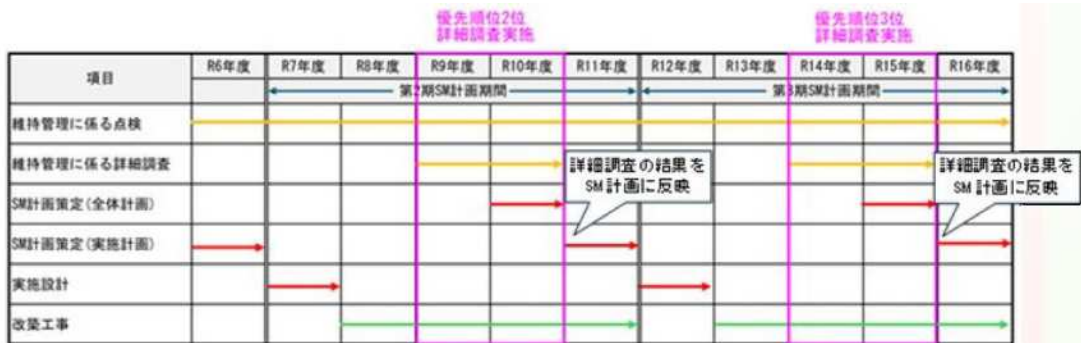 優先順位2位
詳細調査実施
優先順位3位
詳細調査実施
項目 R6年度 R7年度 R8年度 R9年度 R10年度 R11年度 R12年度 R13年度 R14年度 R15年度 R16年度
第2期SM計画期間 第3期SM計画期間
維持管理に係る点検
維持管理に係る詳細調査
詳細調査の結果を
SM計画に反映
詳細調査の結果を
SM計画に反映
SM計画策定(全体計画)
SM計画策定(実施計画)
実施設計
改築工事